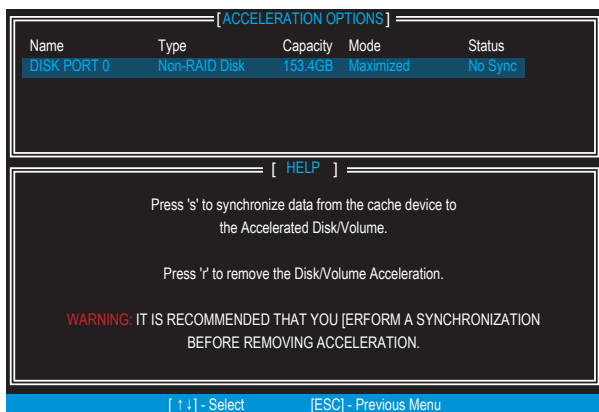 [ACCELERATION OPTIONS]
Name Type Capacity Mode Status
DISK PORT 0 Non-RAID Disk 153.4GB Maximized No Sync
[ HELP ]
Press 's' to synchronize data from the cache device to
the Accelerated Disk/Volume.
Press 'r' to remove the Disk/Volume Acceleration.
WARNING: IT IS RECOMMENDED THAT YOU [ERFORM A SYNCHRONIZATION
BEFORE REMOVING ACCELERATION.
[ ↑↓] - Select [ESC] - Previous Menu